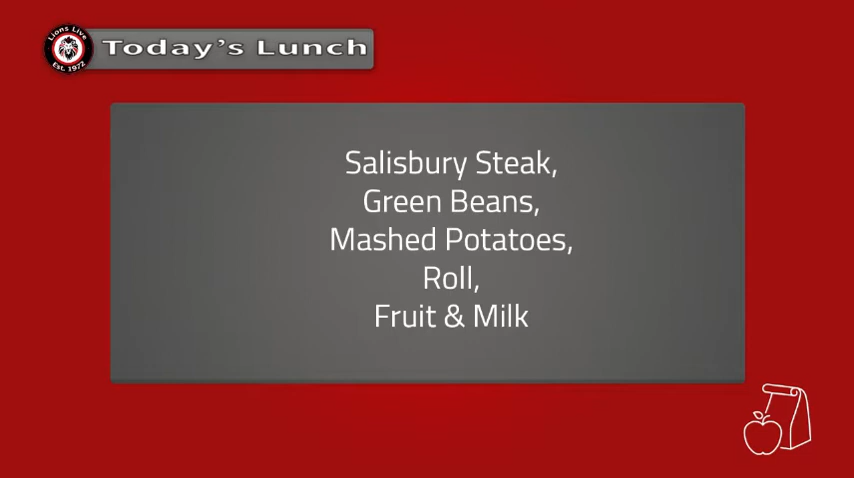 Lions Live
Est. 1972
Today's Lunch
Salisbury Steak,
Green Beans,
Mashed Potatoes,
Roll,
Fruit & Milk